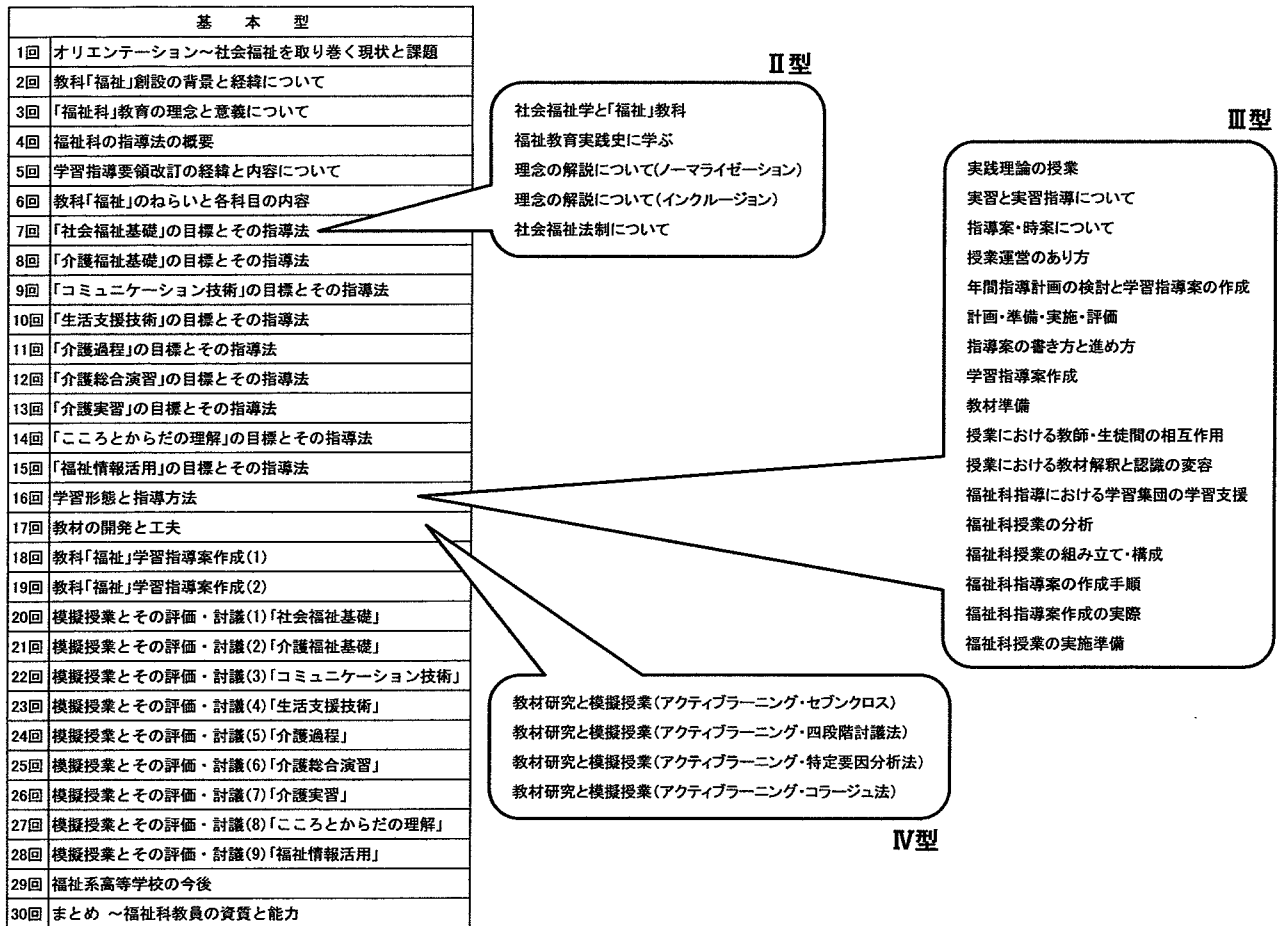 基 本 型
1回 オリエンテーション～社会福祉を取り巻く現状と課題
2回 教科「福祉」創設の背景と経緯について
3回 「福祉科」教育の理念と意義について
4回 福祉科の指導法の概要
5回 学習指導要領改訂の経緯と内容について
6回 教科「福祉」のねらいと各科目の内容
7回 「社会福祉基礎」の目標とその指導法
8回 「介護福祉基礎」の目標とその指導法
9回 「コミュニケーション技術」の目標とその指導法
10回 「生活支援技術」の目標とその指導法
11回 「介護過程」の目標とその指導法
12回 「介護総合演習」の目標とその指導法
13回 「介護実習」の目標とその指導法
14回 「こころとからだの理解」の目標とその指導法
15回 「福祉情報活用」の目標とその指導法
16回 学習形態と指導方法
17回 教材の開発と工夫
18回 教科「福祉」学習指導案作成(1)
19回 教科「福祉」学習指導案作成(2)
20回 模擬授業とその評価・討議(1)「社会福祉基礎」
21回 模擬授業とその評価・討議(2)「介護福祉基礎」
22回 模擬授業とその評価・討議(3)「コミュニケーション技術」
23回 模擬授業とその評価・討議(4)「生活支援技術」
24回 模擬授業とその評価・討議(5)「介護過程」
25回 模擬授業とその評価・討議(6)「介護総合演習」
26回 模擬授業とその評価・討議(7)「介護実習」
27回 模擬授業とその評価・討議(8)「こころとからだの理解」
28回 模擬授業とその評価・討議(9)「福祉情報活用」
29回 福祉系高等学校の今後
30回 まとめ ～福祉科教員の資質と能力
Ⅱ型
社会福祉学と「福祉」教科
福祉教育実践史に学ぶ
理念の解説について(ノーマライゼーション)
理念の解説について(インクルージョン)
社会福祉法制について
Ⅲ型
実践理論の授業
実習と実習指導について
指導案・時案について
授業運営のあり方
年間指導計画の検討と学習指導案の作成
計画・準備・実施・評価
指導案の書き方と進め方
学習指導案作成
教材準備
授業における教師・生徒間の相互作用
授業における教材解釈と認識の変容
福祉科指導における学習集団の学習支援
福祉科授業の分析
福祉科授業の組み立て・構成
福祉科指導案の作成手順
福祉科指導案作成の実際
福祉科授業の実施準備
教材研究と模擬授業(アクティブラーニング・セブンクロス)
教材研究と模擬授業(アクティブラーニング・四段階討議法)
教材研究と模擬授業(アクティブラーニング・特定要因分析法)
教材研究と模擬授業(アクティブラーニング・コラージュ法)
Ⅳ型